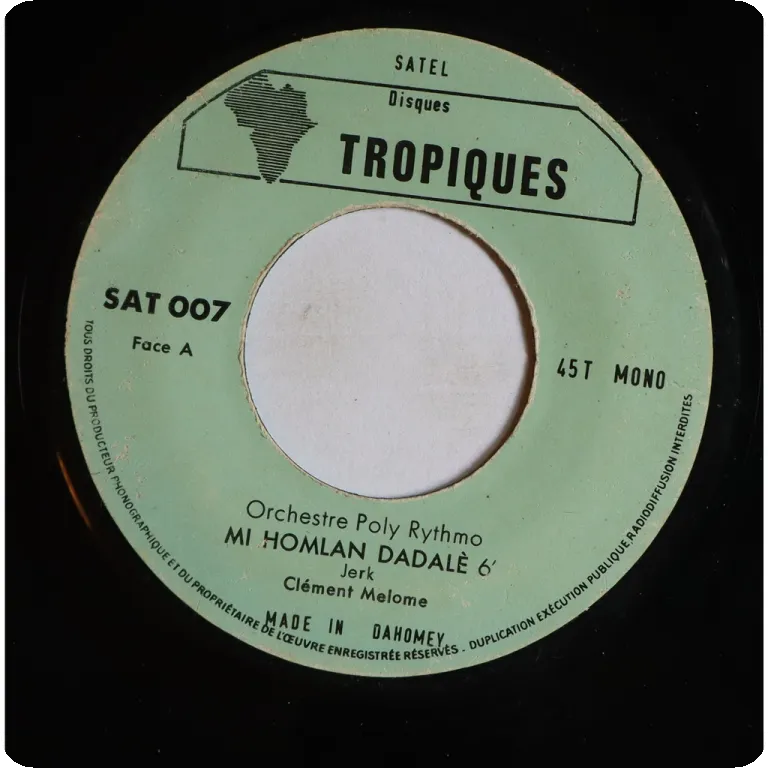 SATEL
Disques
TROPIQUES
SAT 007
Face A
45T MONO
Orchestre Poly Rythmo
MI HOMLAN DADALÈ 6'
Jerk
Clément Melome
MADE IN DAHOMEY
TOUS DROITS DU PRODUCTEUR PHONOGRAPHIQUE ET DU PROPRIÉTAIRE DE L'ŒUVRE ENREGISTRÉE RÉSERVÉS - DUPLICATION EXÉCUTION PUBLIQUE, RADIODIFFUSION INTERDITES